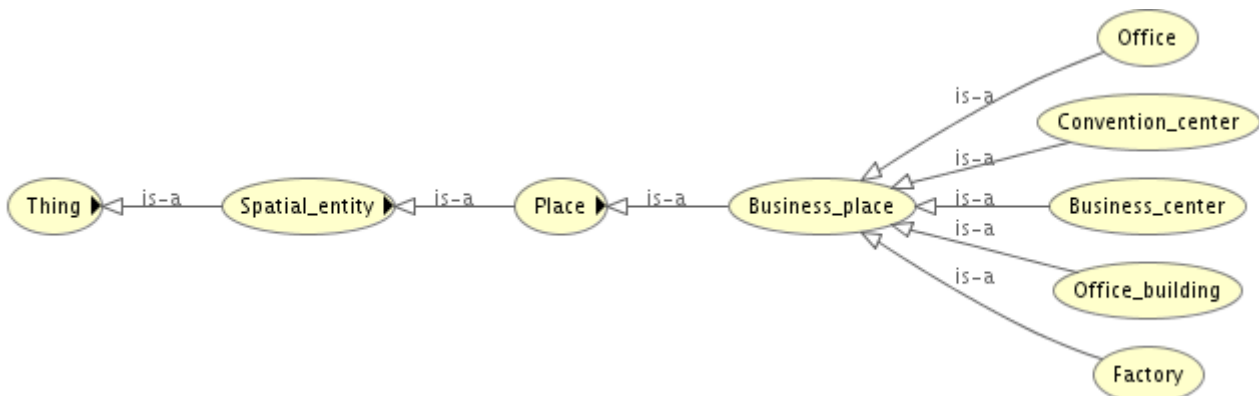 Office
is-a
Convention_center
is-a
Thing
is-a
Spatial_entity
is-a
Place
is-a
Business_place
is-a
Business_center
is-a
Office_building
is-a
Factory